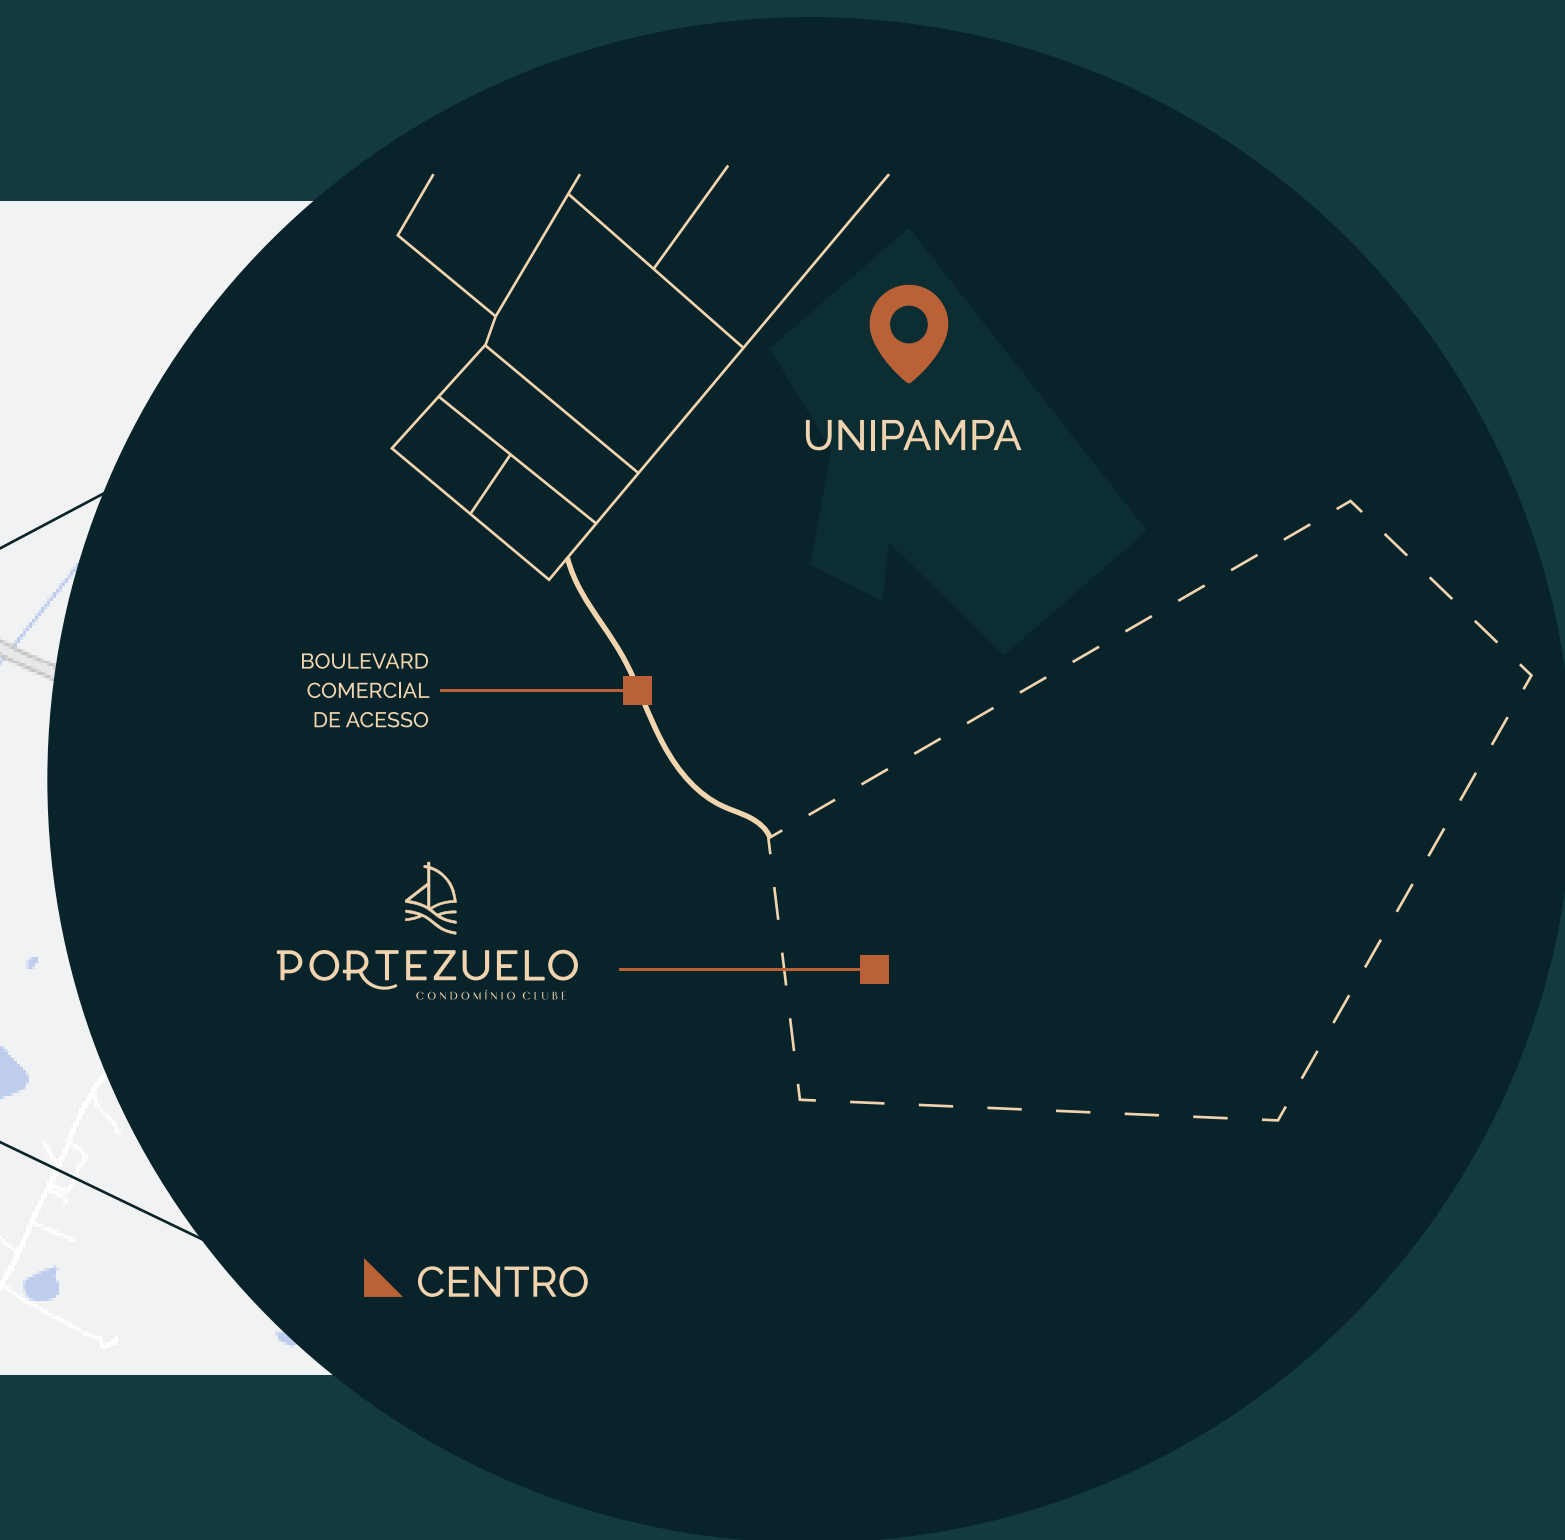 UNIPAMPA
BOULEVARD
COMERCIAL
DE ACESSO
PORTEZUELO
CONDOMÍNIO CLUBE
CENTRO